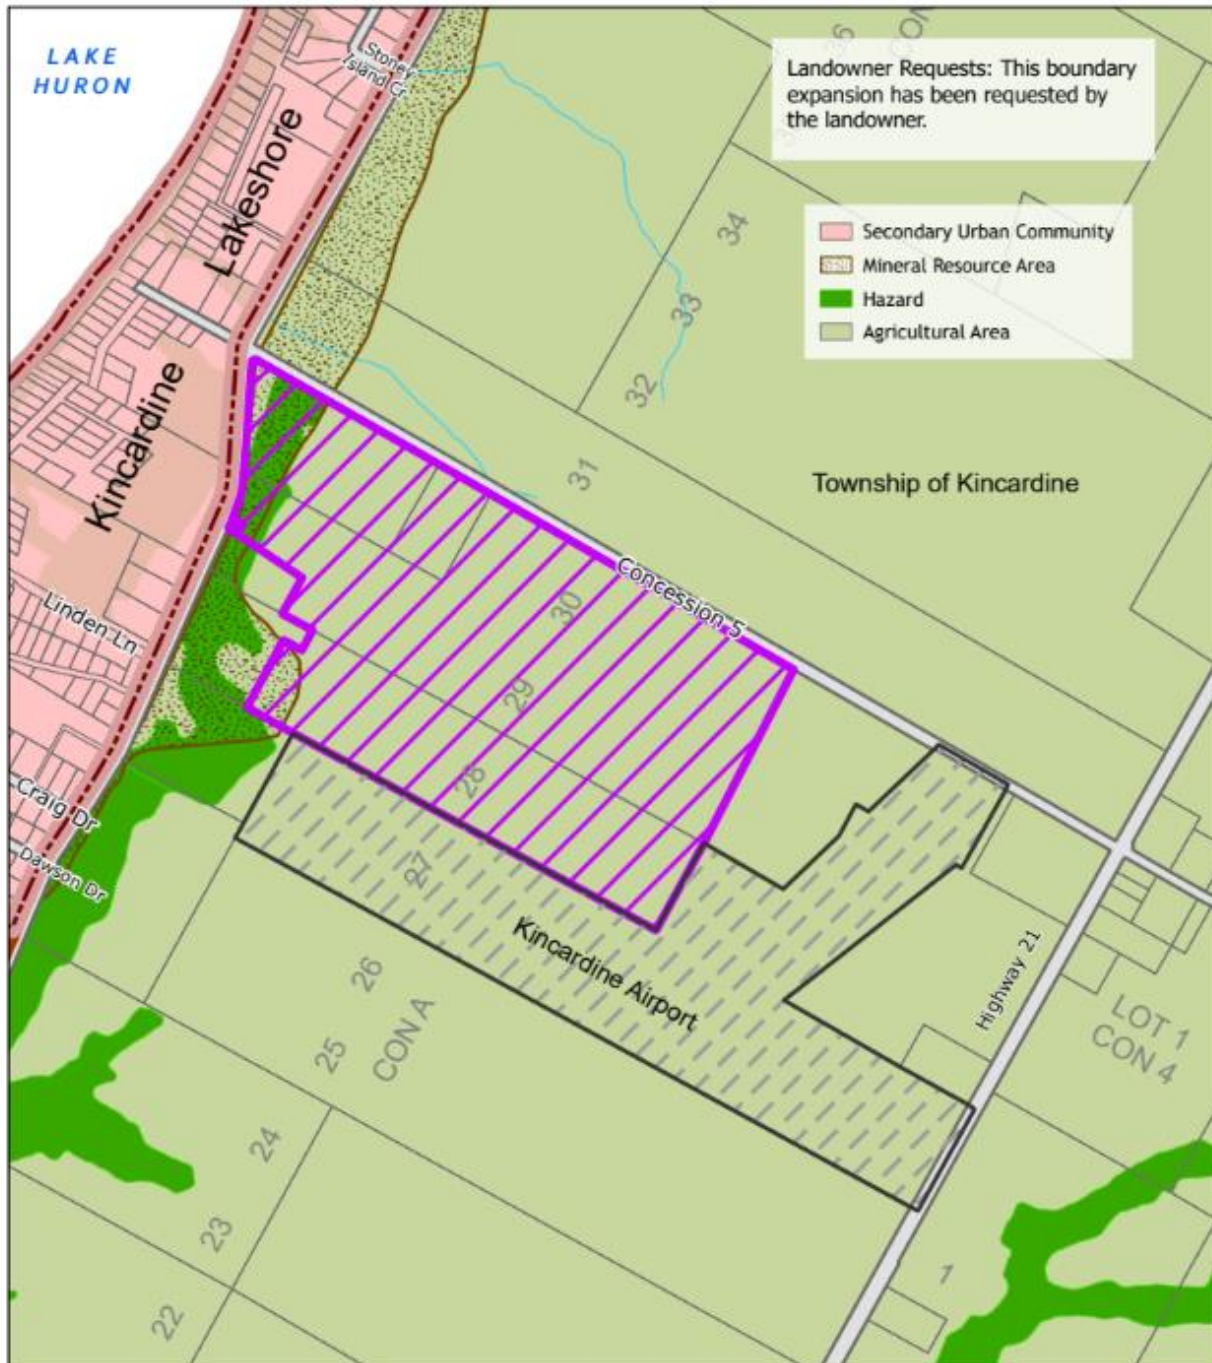 LAKE
HURON
Stoney
Island Cr
Lakeshore
Kincardine
36
CON
Landowner Requests: This boundary
expansion has been requested by
the landowner.
34
Secondary Urban Community
Mineral Resource Area
Hazard
Agricultural Area
33
32
31
Township of Kincardine
Concession 5
30
29
28
27
Linden Ln
Craig Dr
Dawson Dr
Kincardine Airport
Highway 21
26
25
CON A
LOT 1
CON 4
24
23
22
1